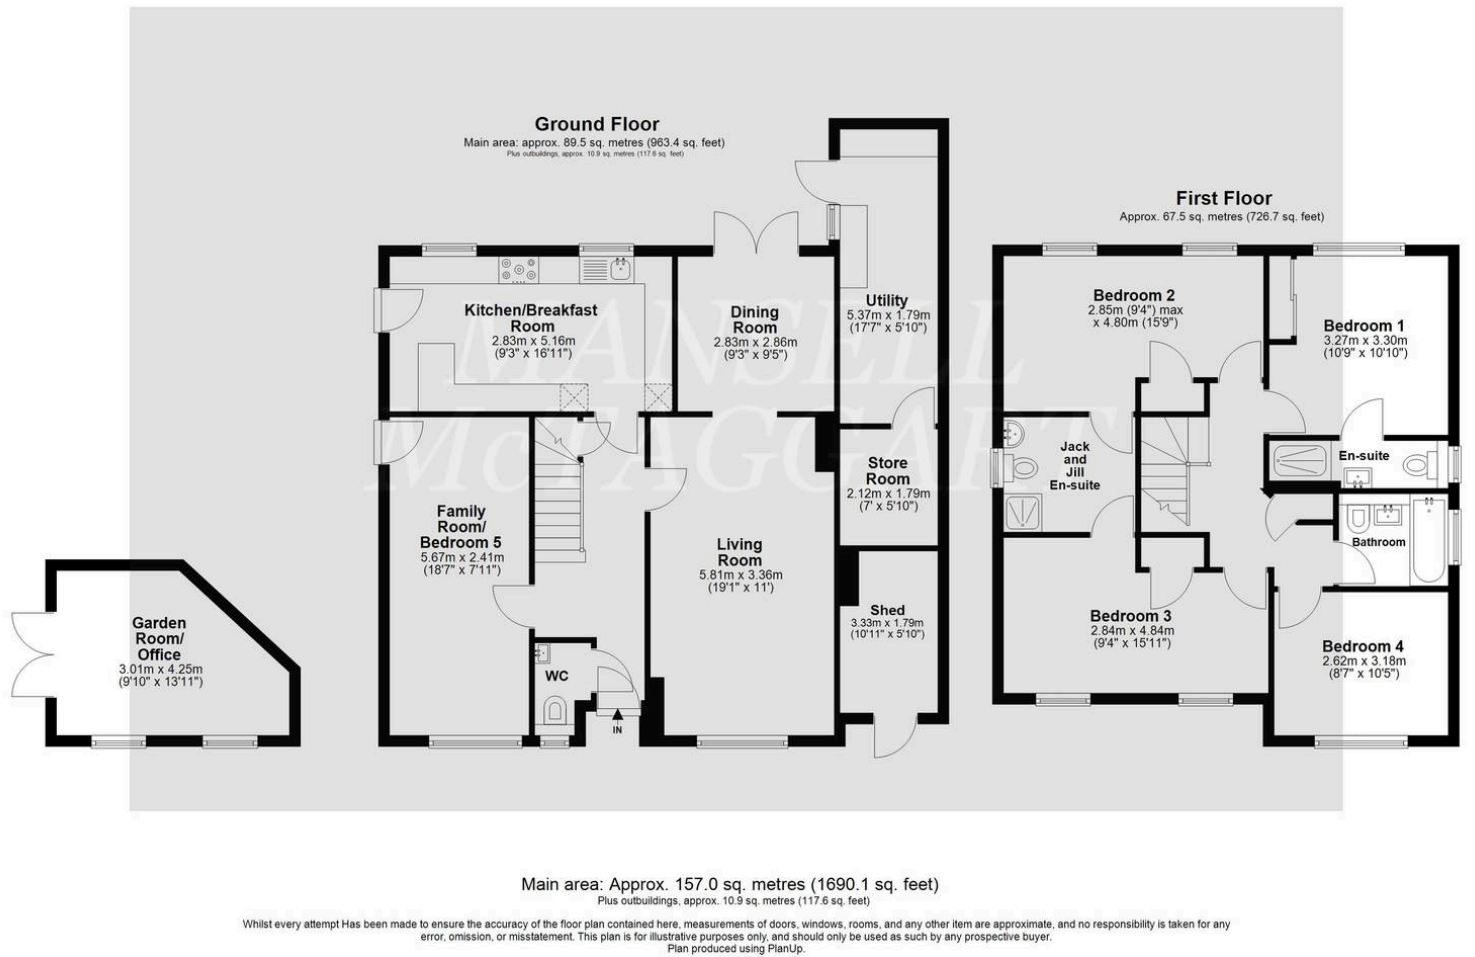 Ground Floor
Main area: approx. 89.5 sq. metres (963.4 sq. feet)
Plus outbuildings, approx. 10.9 sq. metres (117.6 sq. feet)
First Floor
Approx. 67.5 sq. metres (726.7 sq. feet)
Kitchen/Breakfast
Room
2.83m x 5.16m
(9'3" x 16'11")
Dining
Room
2.83m x 2.86m
(9'3" x 9'5")
Utility
5.37m x 1.79m
(17'7" x 5'10")
Bedroom 2
2.85m (9'4") max
x 4.80m (15'9")
Bedroom 1
3.27m x 3.30m
(10'9" x 10'10")
MANSELL
McTAGGART
Jack
and
Jill
En-suite
En-suite
Store
Room
2.12m x 1.79m
(7' x 5'10")
Family
Room/
Bedroom 5
5.67m x 2.41m
(18'7" x 7'11")
Living
Room
5.81m x 3.36m
(19'1" x 11')
Bathroom
Shed
3.33m x 1.79m
(10'11" x 5'10")
Bedroom 3
2.84m x 4.84m
(9'4" x 15'11")
Garden
Room/
Office
3.01m x 4.25m
(9'10" x 13'11")
Bedroom 4
2.62m x 3.18m
(8'7" x 10'5")
WC
IN
Main area: Approx. 157.0 sq. metres (1690.1 sq. feet)
Plus outbuildings, approx. 10.9 sq. metres (117.6 sq. feet)
Whilst every attempt Has been made to ensure the accuracy of the floor plan contained here, measurements of doors, windows, rooms, and any other item are approximate, and no responsibility is taken for any
error, omission, or misstatement. This plan is for illustrative purposes only, and should only be used as such by any prospective buyer.
Plan produced using PlanUp.